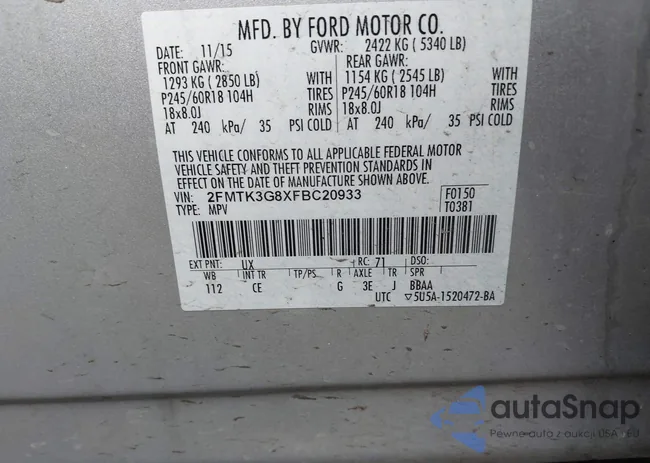 MFD. BY FORD MOTOR CO.
DATE: 11/15 GVWR: 2422 KG ( 5340 LB)
FRONT GAWR: REAR GAWR:
1293 KG ( 2850 LB) WITH 1154 KG ( 2545 LB) WITH
P245/60R18 104H TIRES P245/60R18 104H TIRES
18x8.0J RIMS 18x8.0J RIMS
AT 240 kPa/ 35 PSI COLD AT 240 kPa/ 35 PSI COLD
THIS VEHICLE CONFORMS TO ALL APPLICABLE FEDERAL MOTOR
VEHICLE SAFETY AND THEFT PREVENTION STANDARDS IN
EFFECT ON THE DATE OF MANUFACTURE SHOWN ABOVE.
VIN: 2FMTK3G8XFBC20933 F0150
TYPE: MPV T0381
EXT PNT: UX RC: 71 DSO:
WB INT TR TP/PS R AXLE TR SPR
112 CE G 3E J BBAA
UTC ▽5U5A-1520472-BA
autaSnap
Pewne auta z aukcji USA i EU